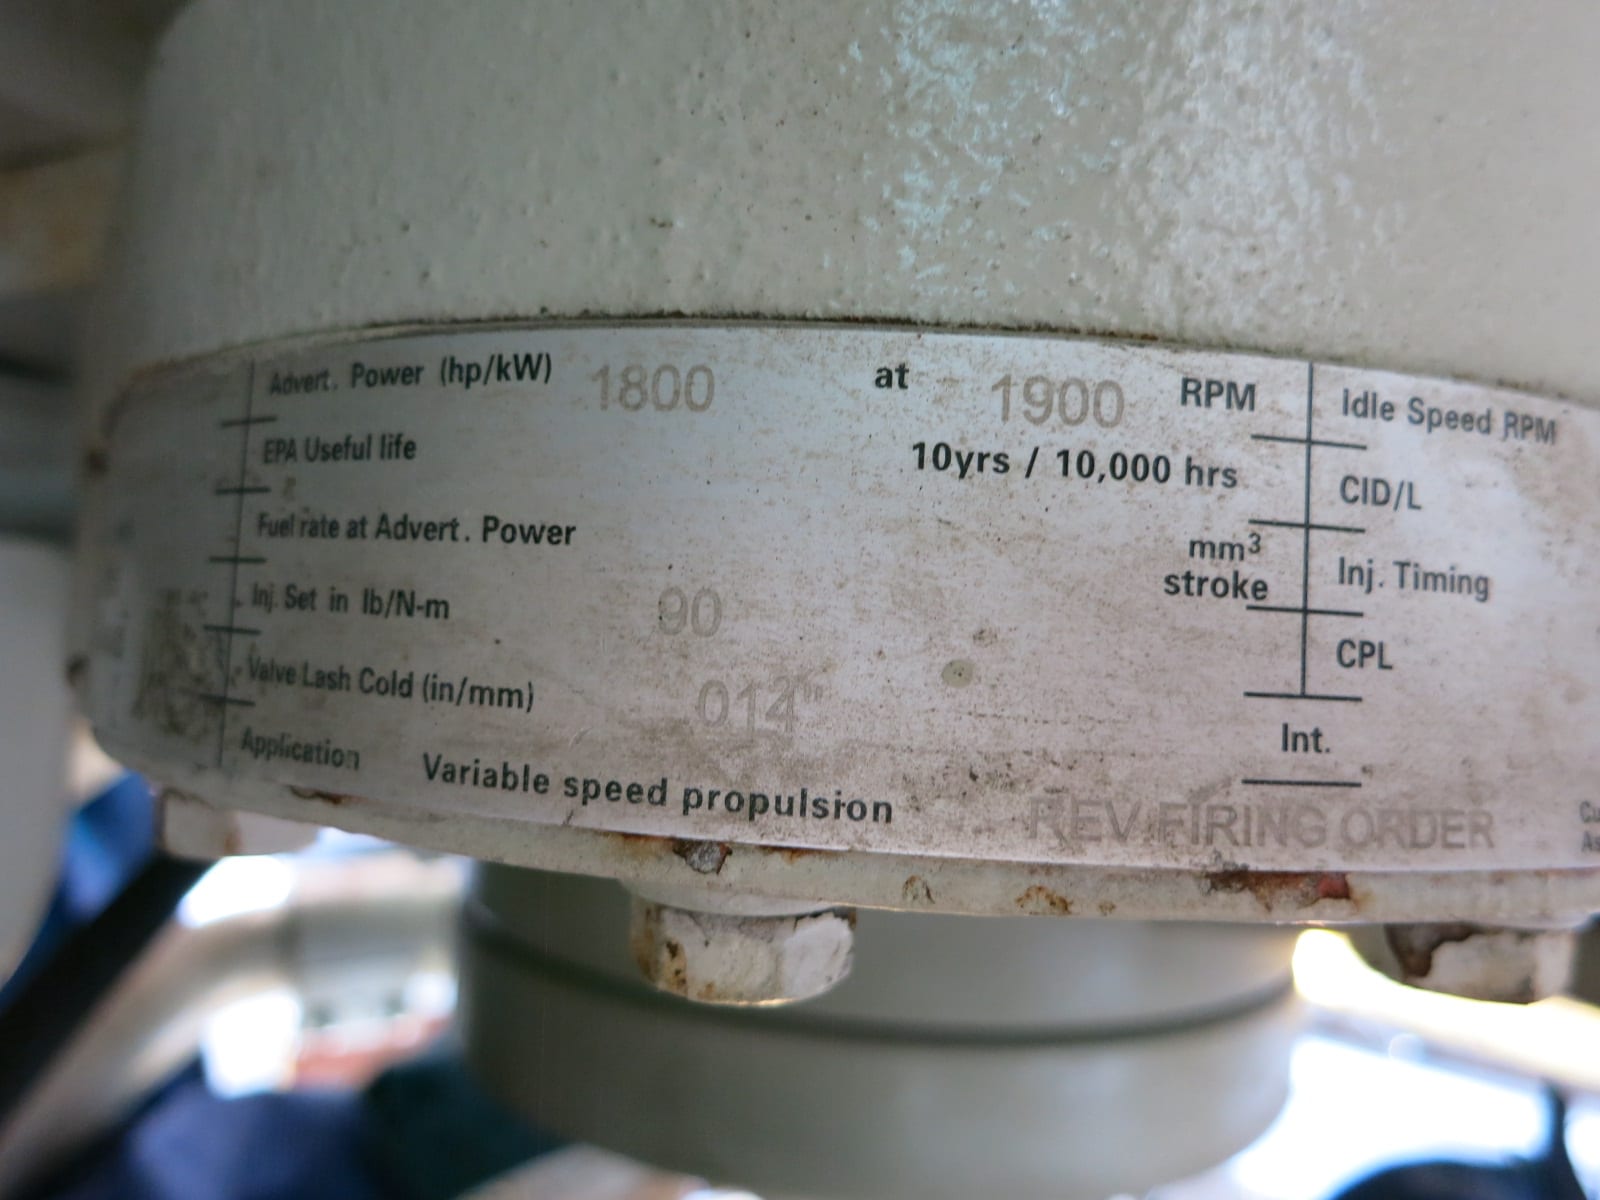 Advert. Power (hp/kW) 1800 at 1900 RPM
EPA Useful life 10yrs / 10,000 hrs
Fuel rate at Advert. Power mm³ stroke
Inj. Set in lb/N-m 90
Valve Lash Cold (in/mm) 014"
Application Variable speed propulsion
Idle Speed RPM
CID/L
Inj. Timing
CPL
Int.
REV FIRING ORDER